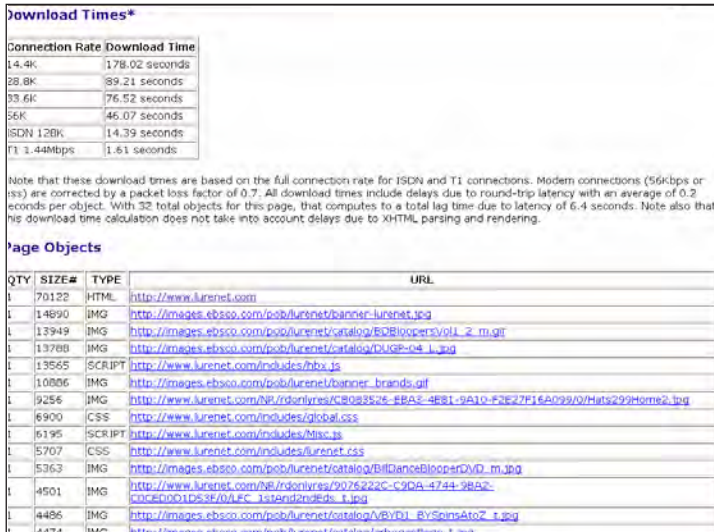 Download Times*
Connection Rate Download Time
14.4K 178.02 seconds
28.8K 89.21 seconds
33.6K 76.52 seconds
56K 46.07 seconds
ISDN 128K 14.39 seconds
T1 1.44Mbps 1.61 seconds
Note that these download times are based on the full connection rate for ISDN and T1 connections. Modem connections (56Kbps or
ess) are corrected by a packet loss factor of 0.7. All download times include delays due to round-trip latency with an average of 0.2
econds per object. With 32 total objects for this page, that computes to a total lag time due to latency of 6.4 seconds. Note also that
his download time calculation does not take into account delays due to XHTML parsing and rendering.
Page Objects
QTY SIZE# TYPE URL
1 70122 HTML http://www.lurenet.com
1 14890 IMG http://images.ebsco.com/pob/lurenet/banner-lurenet.jpg
1 13949 IMG http://images.ebsco.com/pob/lurenet/catalog/BDBloopersVol1_2_m.gif
1 13788 IMG http://images.ebsco.com/pob/lurenet/catalog/DUGP-04_L.jpg
1 13565 SCRIPT http://www.lurenet.com/includes/hbx.js
1 10886 IMG http://images.ebsco.com/pob/lurenet/banner_brands.gif
1 9256 IMG http://www.lurenet.com/NR/rdonlyres/CB083526-EBA3-4E81-9A10-F2E27F16A099/0/Hats299Home2.jpg
1 6900 CSS http://www.lurenet.com/includes/global.css
1 6195 SCRIPT http://www.lurenet.com/includes/Misc.js
1 5707 CSS http://www.lurenet.com/includes/lurenet.css
1 5363 IMG http://images.ebsco.com/pob/lurenet/catalog/BillDanceBlooperDVD_m.jpg
1 4501 IMG http://www.lurenet.com/NR/rdonlyres/9076222C-C9DA-4744-9BA2-
C0CED0D1D53F/0/LFC_1stAnd2ndEds_t.jpg
1 4486 IMG http://images.ebsco.com/pob/lurenet/catalog/VBYD1_BYSpinsAtoZ_t.jpg
1 4474 IMG